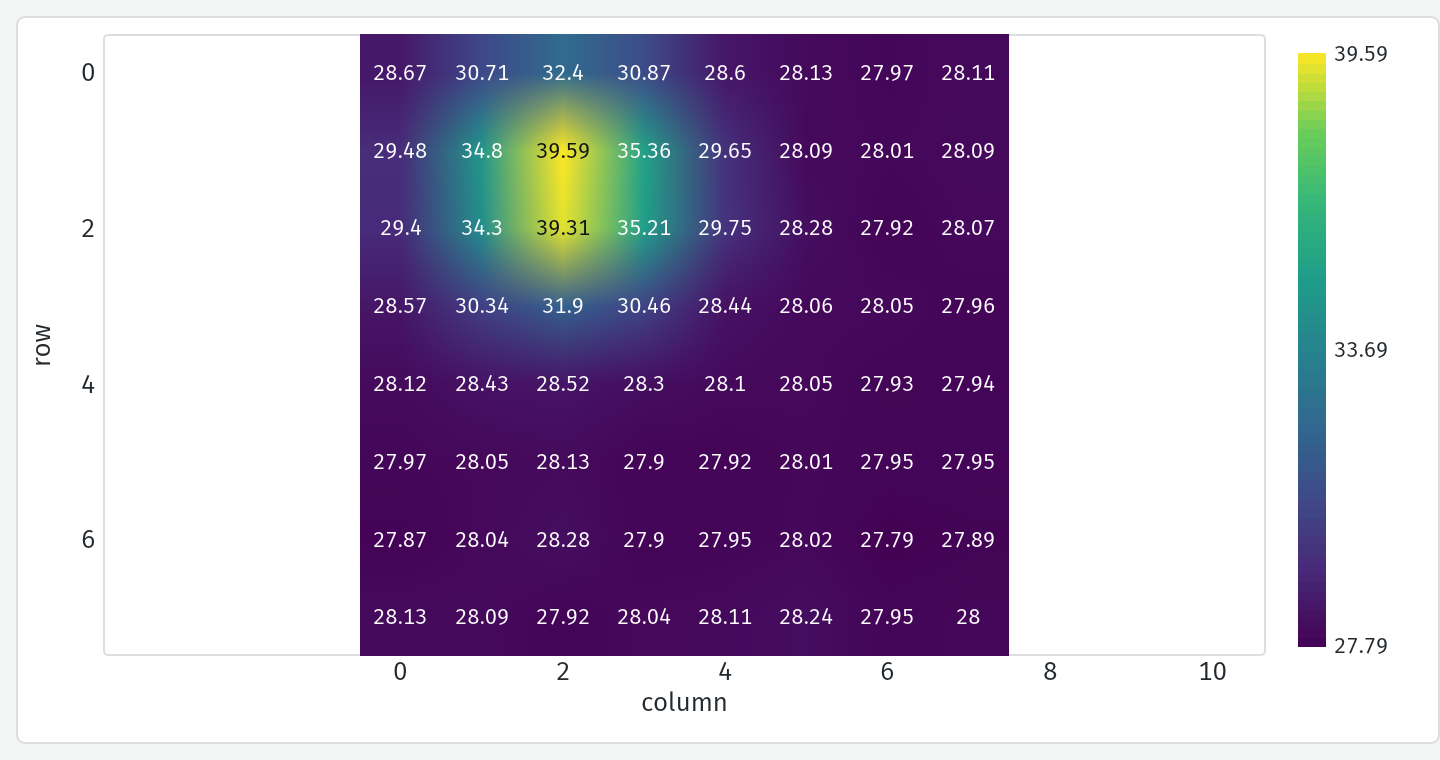 39.59
0 28.67 30.71 32.4 30.87 28.6 28.13 27.97 28.11
29.48 34.8 39.59 35.36 29.65 28.09 28.01 28.09
2 29.4 34.3 39.31 35.21 29.75 28.28 27.92 28.07
28.57 30.34 31.9 30.46 28.44 28.06 28.05 27.96
row
33.69
4 28.12 28.43 28.52 28.3 28.1 28.05 27.93 27.94
27.97 28.05 28.13 27.9 27.92 28.01 27.95 27.95
6 27.87 28.04 28.28 27.9 27.95 28.02 27.79 27.89
28.13 28.09 27.92 28.04 28.11 28.24 27.95 28
27.79
0 2 4 6 8 10
column